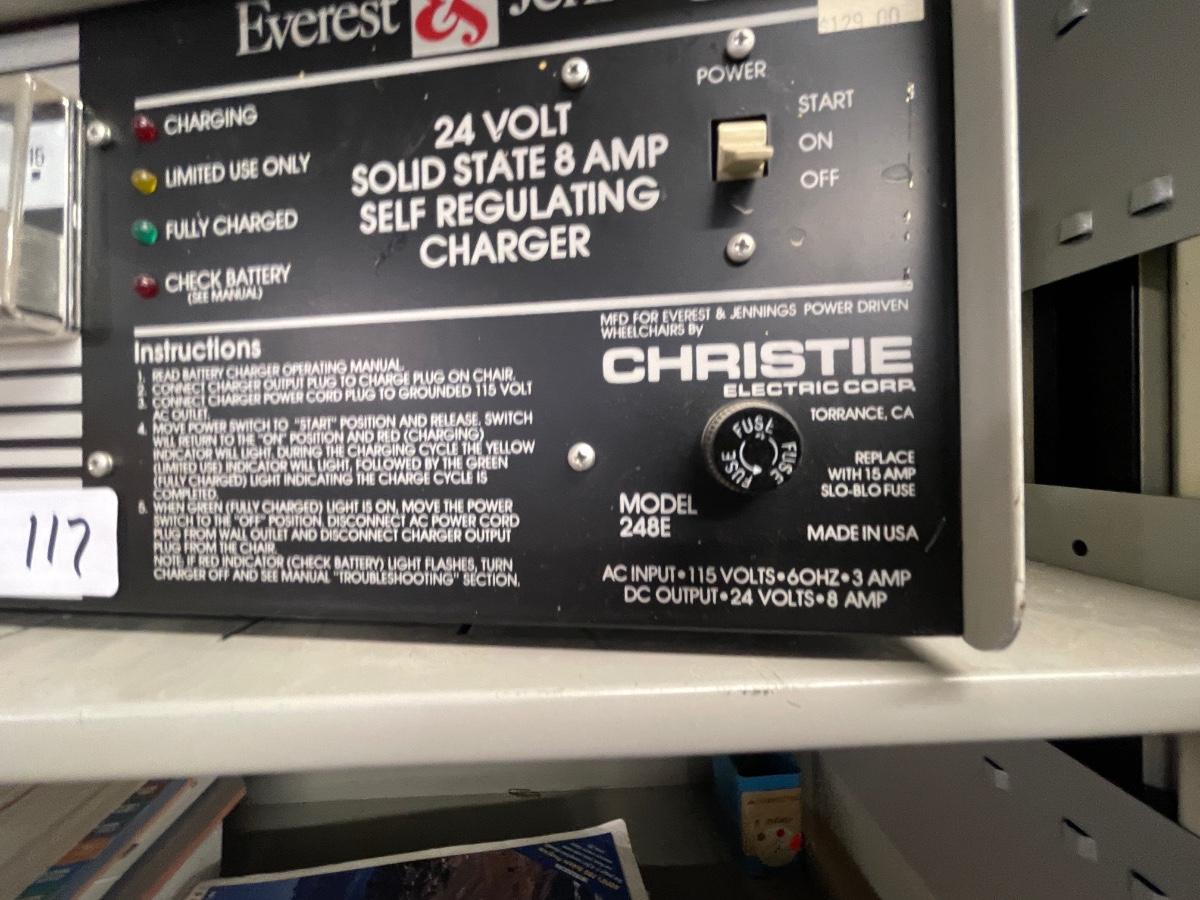 Everest
$129.00
POWER
START
ON
OFF
CHARGING
LIMITED USE ONLY
FULLY CHARGED
CHECK BATTERY
(SEE MANUAL)
24 VOLT
SOLID STATE 8 AMP
SELF REGULATING
CHARGER
16
Instructions
1. READ BATTERY CHARGER OPERATING MANUAL.
2. CONNECT CHARGER OUTPUT PLUG TO CHARGE PLUG ON CHAIR.
3. CONNECT CHARGER POWER CORD PLUG TO GROUNDED 115 VOLT
AC OUTLET.
4. MOVE POWER SWITCH TO "START" POSITION AND RELEASE. SWITCH
WILL RETURN TO THE "ON" POSITION AND RED (CHARGING)
INDICATOR WILL LIGHT. DURING THE CHARGING CYCLE THE YELLOW
(LIMITED USE) INDICATOR WILL LIGHT, FOLLOWED BY THE GREEN
(FULLY CHARGED) LIGHT INDICATING THE CHARGE CYCLE IS
COMPLETED.
5. WHEN GREEN (FULLY CHARGED) LIGHT IS ON, MOVE THE POWER
SWITCH TO THE "OFF" POSITION, DISCONNECT AC POWER CORD
PLUG FROM WALL OUTLET AND DISCONNECT CHARGER OUTPUT
PLUG FROM THE CHAIR.
NOTE: IF RED INDICATOR (CHECK BATTERY) LIGHT FLASHES, TURN
CHARGER OFF AND SEE MANUAL "TROUBLESHOOTING" SECTION.
117
MFD FOR EVEREST & JENNINGS POWER DRIVEN
WHEELCHAIRS By
CHRISTIE
ELECTRIC CORP.
TORRANCE, CA
FUSE FUSE FUSE
REPLACE
WITH 15 AMP
SLO-BLO FUSE
MODEL
248E
MADE IN USA
AC INPUT•115 VOLTS•60HZ•3 AMP
DC OUTPUT•24 VOLTS•8 AMP